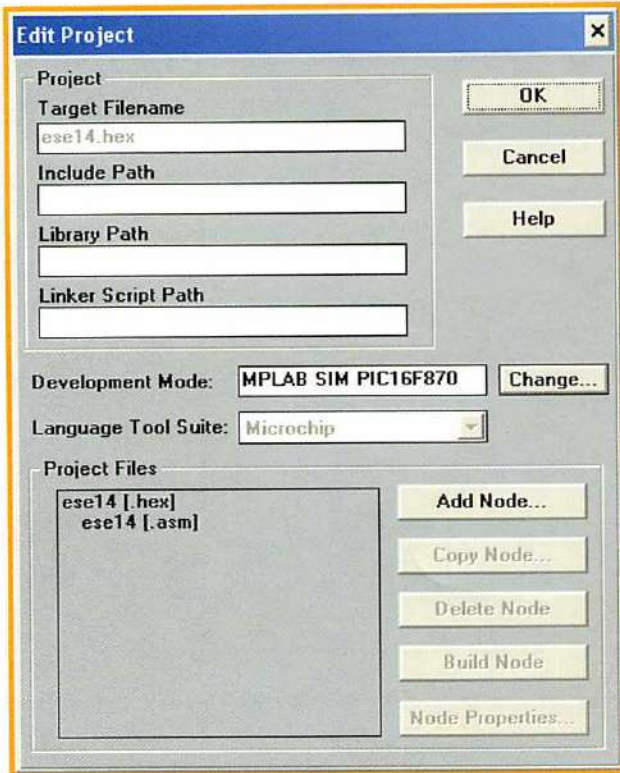 Edit Project
Project
Target Filename
ese14.hex
Include Path
Library Path
Linker Script Path
OK
Cancel
Help
Development Mode: MPLAB SIM PIC16F870 Change...
Language Tool Suite: Microchip
Project Files
ese14 [.hex]
ese14 [.asm]
Add Node...
Copy Node...
Delete Node
Build Node
Node Properties...